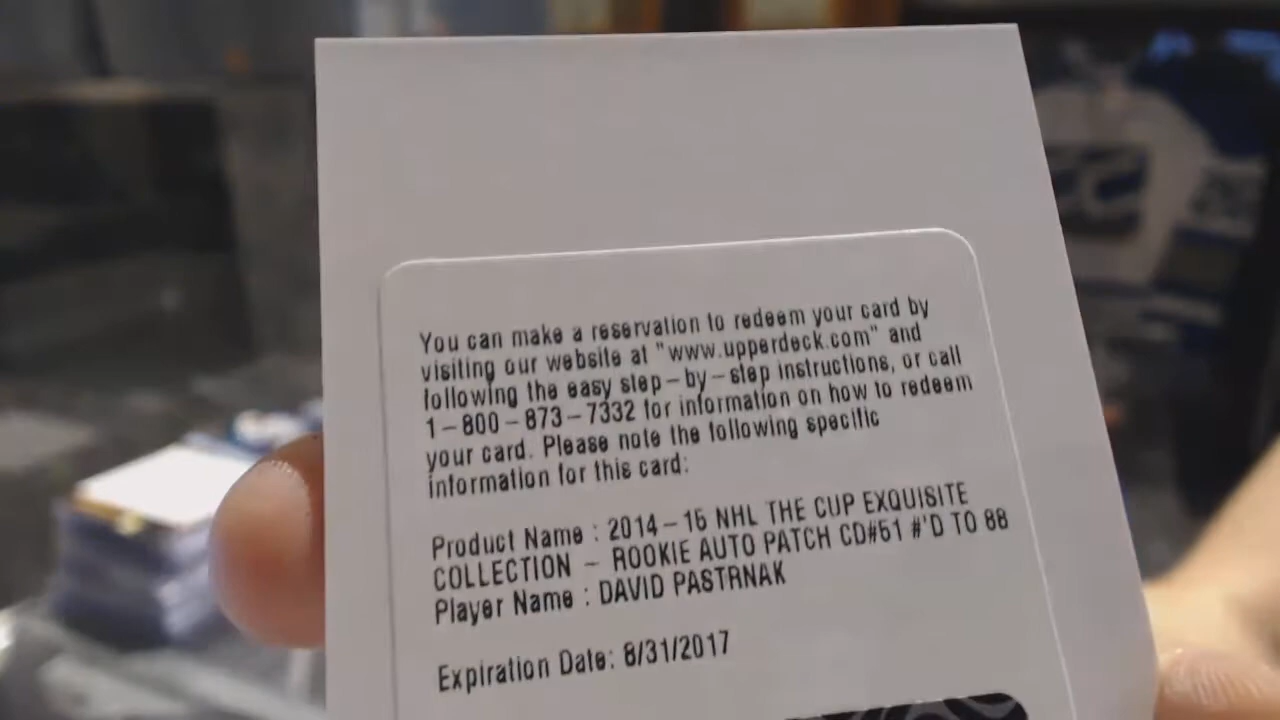 You can make a reservation to redeem your card by
visiting our website at "www.upperdeck.com" and
following the easy step-by-step instructions, or call
1-800-873-7332 for information on how to redeem
your card. Please note the following specific
information for this card:
Product Name : 2014-15 NHL THE CUP EXQUISITE
COLLECTION - ROOKIE AUTO PATCH CD#51 #'D TO 88
Player Name : DAVID PASTRNAK
Expiration Date: 8/31/2017